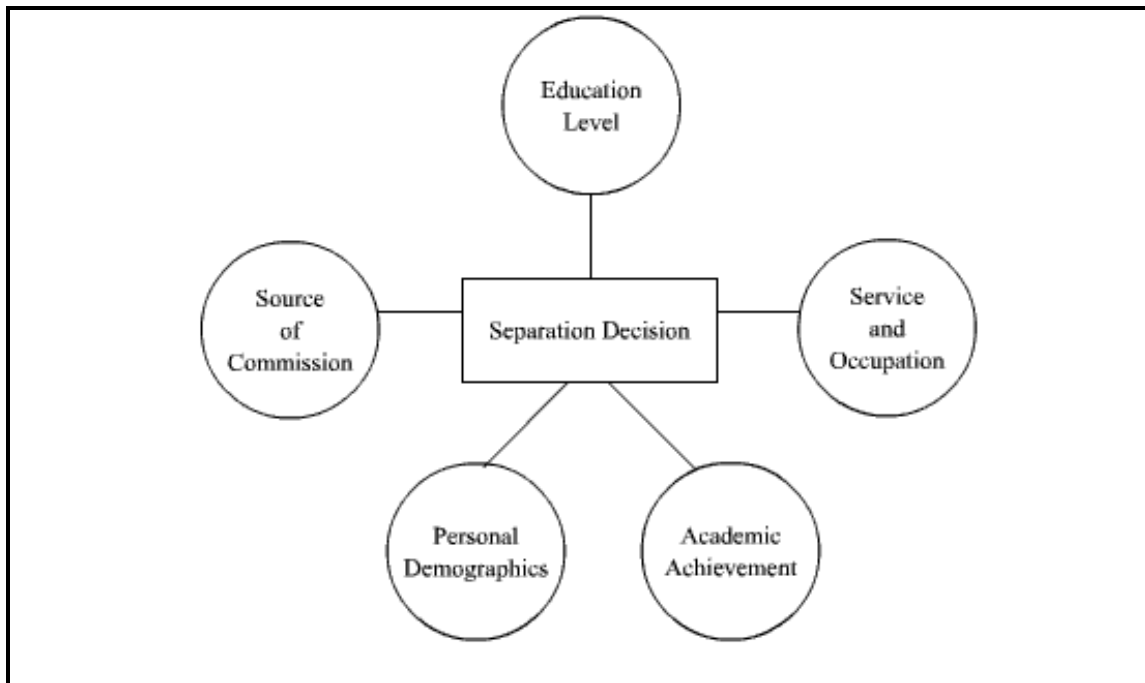 Education
Level
Source
of
Commission
Separation Decision
Service
and
Occupation
Personal
Demographics
Academic
Achievement